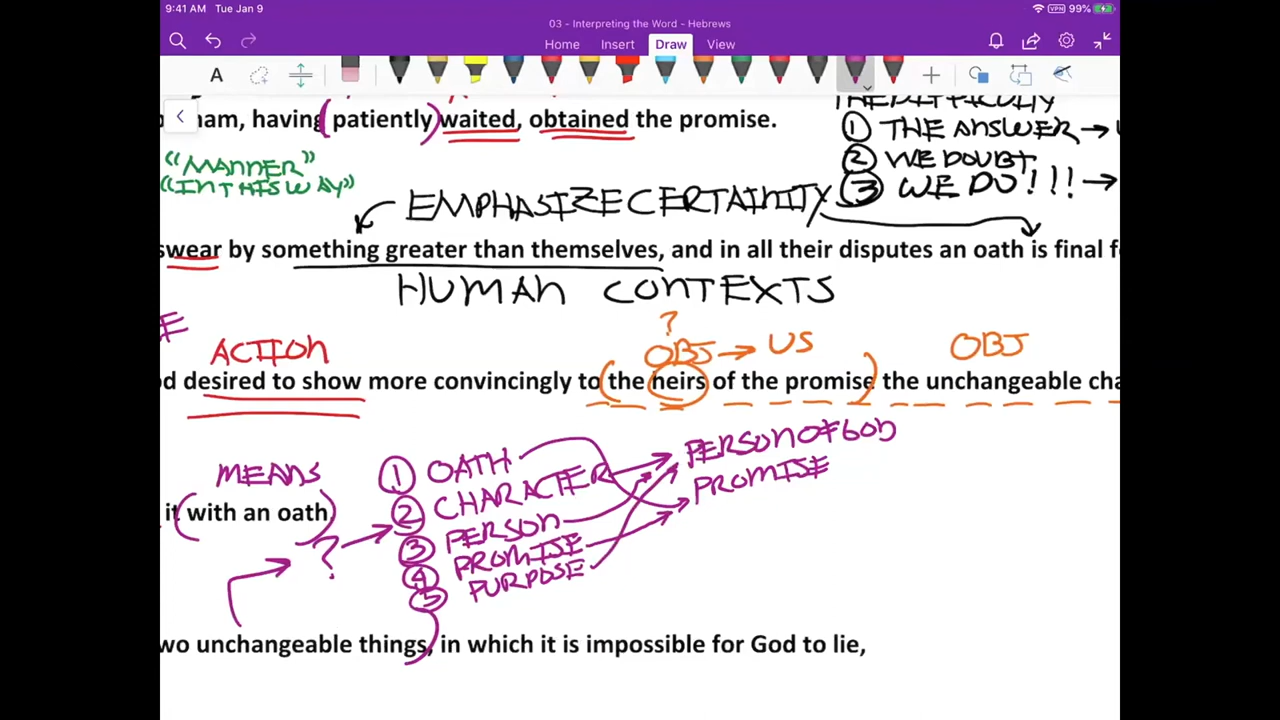 9:41 AM Tue Jan 9
VPN 99%
03 - Interpreting the Word - Hebrews
Home Insert Draw View
A
THE DIFFICULTY
ham, having (patiently) waited, obtained the promise.
① THE ANSWER →
② WE DOUBT
③ WE DO!!! →
"MANNER"
"IN THIS WAY"
EMPHASIZE CERTAINITY
swear by something greater than themselves, and in all their disputes an oath is final f
HUMAN CONTEXTS
?
ACTION OBJ → US OBJ
d desired to show more convincingly to (the heirs of the promise) the unchangeable cha
MEANS
① OATH PERSON OF GOD
② CHARACTER PROMISE
it (with an oath)
③ PERSON
? → ④ PROMISE
⑤ PURPOSE
wo unchangeable things, in which it is impossible for God to lie,